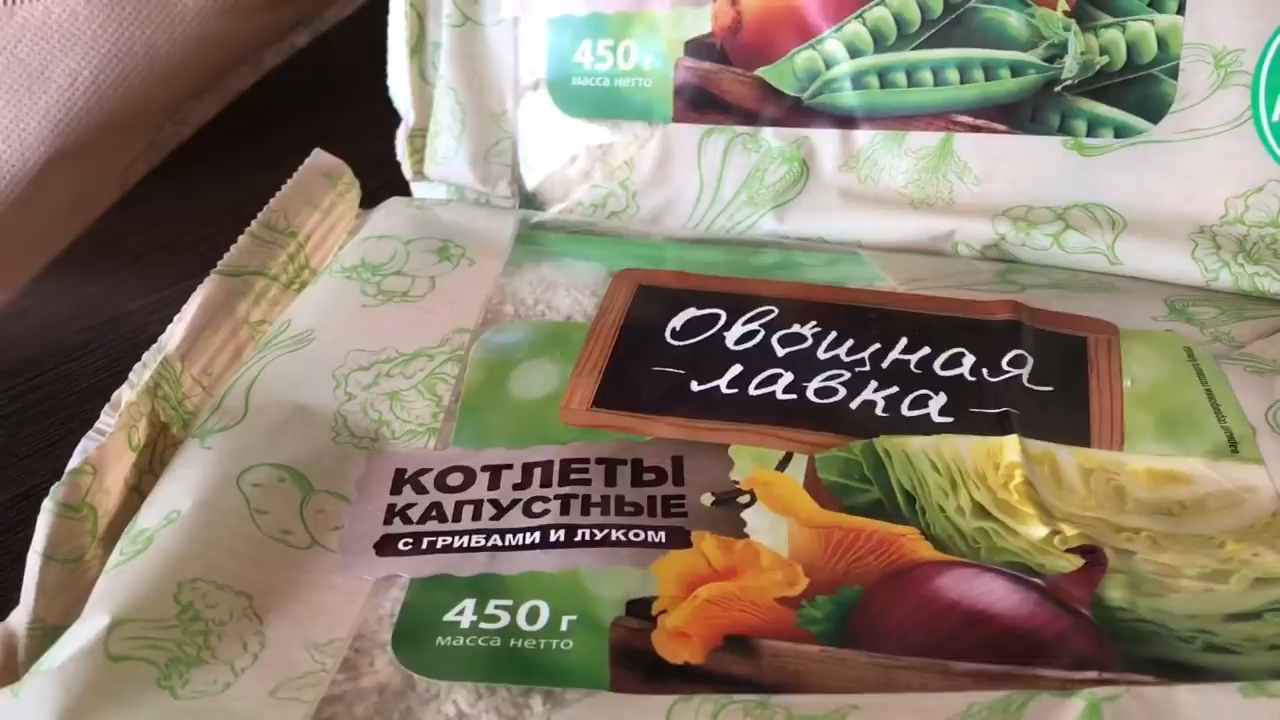 450 г
масса нетто
Овощная
-лавка-
КОТЛЕТЫ
КАПУСТНЫЕ
С ГРИБАМИ И ЛУКОМ
450 г
масса нетто